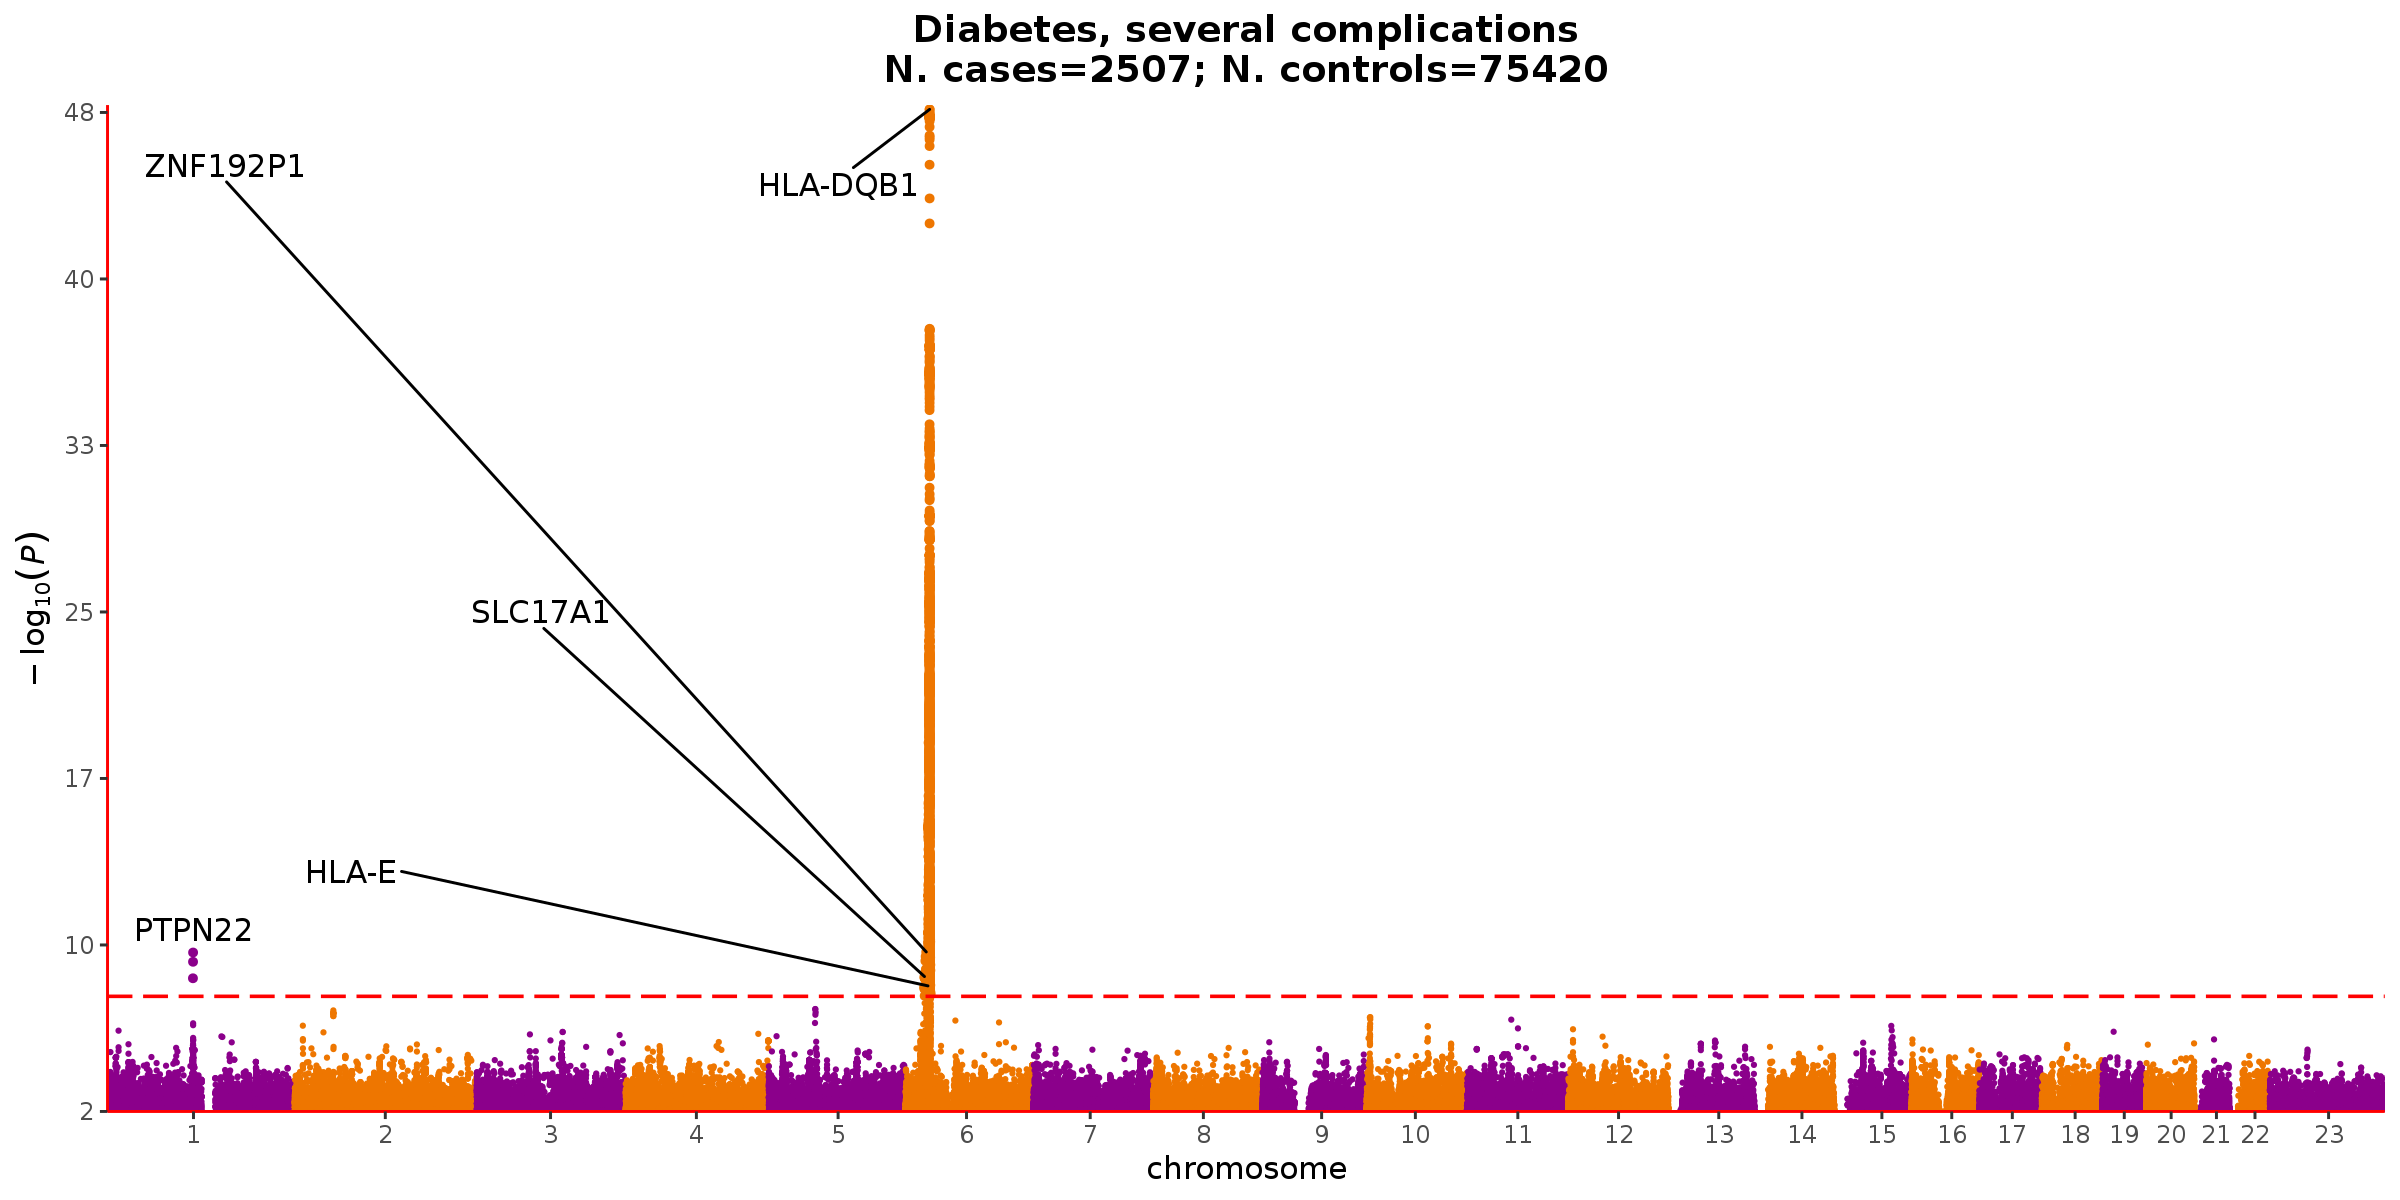 Diabetes, several complications
N. cases=2507; N. controls=75420
48
40
33
25
17
10
2
−log10(P)
ZNF192P1
HLA-DQB1
SLC17A1
HLA-E
PTPN22
1 2 3 4 5 6 7 8 9 10 11 12 13 14 15 16 17 18 19 20 21 22 23
chromosome